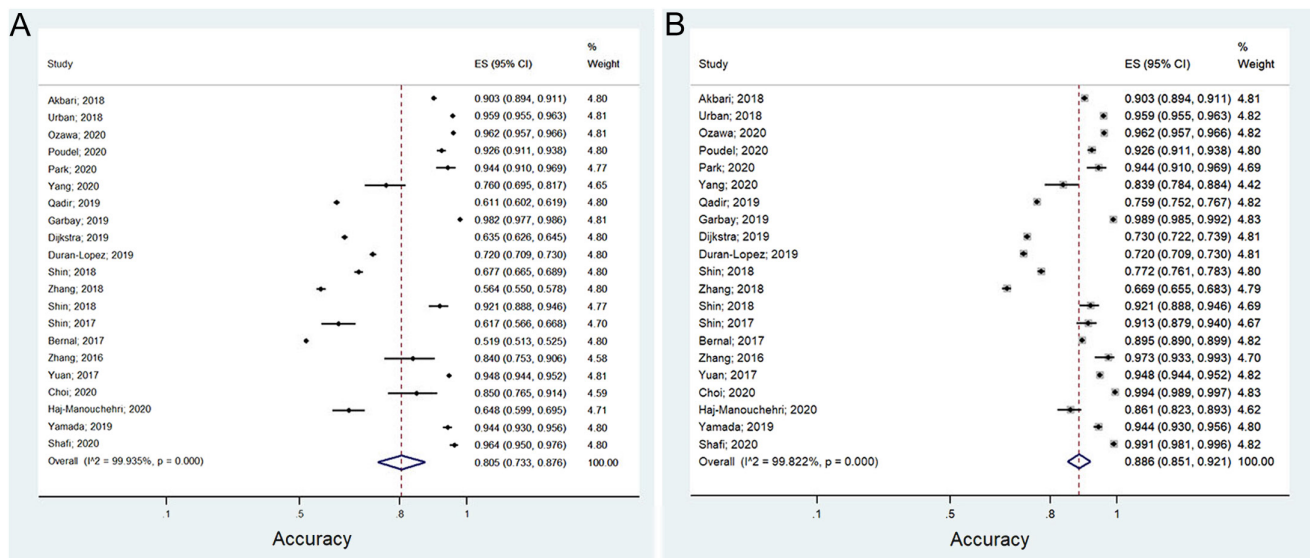 A
%
Study ES (95% CI) Weight
Akbari; 2018 0.903 (0.894, 0.911) 4.80
Urban; 2018 0.959 (0.955, 0.963) 4.81
Ozawa; 2020 0.962 (0.957, 0.966) 4.81
Poudel; 2020 0.926 (0.911, 0.938) 4.80
Park; 2020 0.944 (0.910, 0.969) 4.77
Yang; 2020 0.760 (0.695, 0.817) 4.65
Qadir; 2019 0.611 (0.602, 0.619) 4.80
Garbay; 2019 0.982 (0.977, 0.986) 4.81
Dijkstra; 2019 0.635 (0.626, 0.645) 4.80
Duran-Lopez; 2019 0.720 (0.709, 0.730) 4.80
Shin; 2018 0.677 (0.665, 0.689) 4.80
Zhang; 2018 0.564 (0.550, 0.578) 4.80
Shin; 2018 0.921 (0.888, 0.946) 4.77
Shin; 2017 0.617 (0.566, 0.668) 4.70
Bernal; 2017 0.519 (0.513, 0.525) 4.80
Zhang; 2016 0.840 (0.753, 0.906) 4.58
Yuan; 2017 0.948 (0.944, 0.952) 4.81
Choi; 2020 0.850 (0.765, 0.914) 4.59
Haj-Manouchehri; 2020 0.648 (0.599, 0.695) 4.71
Yamada; 2019 0.944 (0.930, 0.956) 4.80
Shafi; 2020 0.964 (0.950, 0.976) 4.80
Overall (I^2 = 99.935%, p = 0.000) 0.805 (0.733, 0.876) 100.00
.1 .5 .8 1
Accuracy
B
%
Study ES (95% CI) Weight
Akbari; 2018 0.903 (0.894, 0.911) 4.81
Urban; 2018 0.959 (0.955, 0.963) 4.82
Ozawa; 2020 0.962 (0.957, 0.966) 4.82
Poudel; 2020 0.926 (0.911, 0.938) 4.80
Park; 2020 0.944 (0.910, 0.969) 4.69
Yang; 2020 0.839 (0.784, 0.884) 4.42
Qadir; 2019 0.759 (0.752, 0.767) 4.82
Garbay; 2019 0.989 (0.985, 0.992) 4.83
Dijkstra; 2019 0.730 (0.722, 0.739) 4.81
Duran-Lopez; 2019 0.720 (0.709, 0.730) 4.81
Shin; 2018 0.772 (0.761, 0.783) 4.80
Zhang; 2018 0.669 (0.655, 0.683) 4.79
Shin; 2018 0.921 (0.888, 0.946) 4.69
Shin; 2017 0.913 (0.879, 0.940) 4.67
Bernal; 2017 0.895 (0.890, 0.899) 4.82
Zhang; 2016 0.973 (0.933, 0.993) 4.70
Yuan; 2017 0.948 (0.944, 0.952) 4.82
Choi; 2020 0.994 (0.989, 0.997) 4.83
Haj-Manouchehri; 2020 0.861 (0.823, 0.893) 4.62
Yamada; 2019 0.944 (0.930, 0.956) 4.80
Shafi; 2020 0.991 (0.981, 0.996) 4.82
Overall (I^2 = 99.822%, p = 0.000) 0.886 (0.851, 0.921) 100.00
.1 .5 .8 1
Accuracy